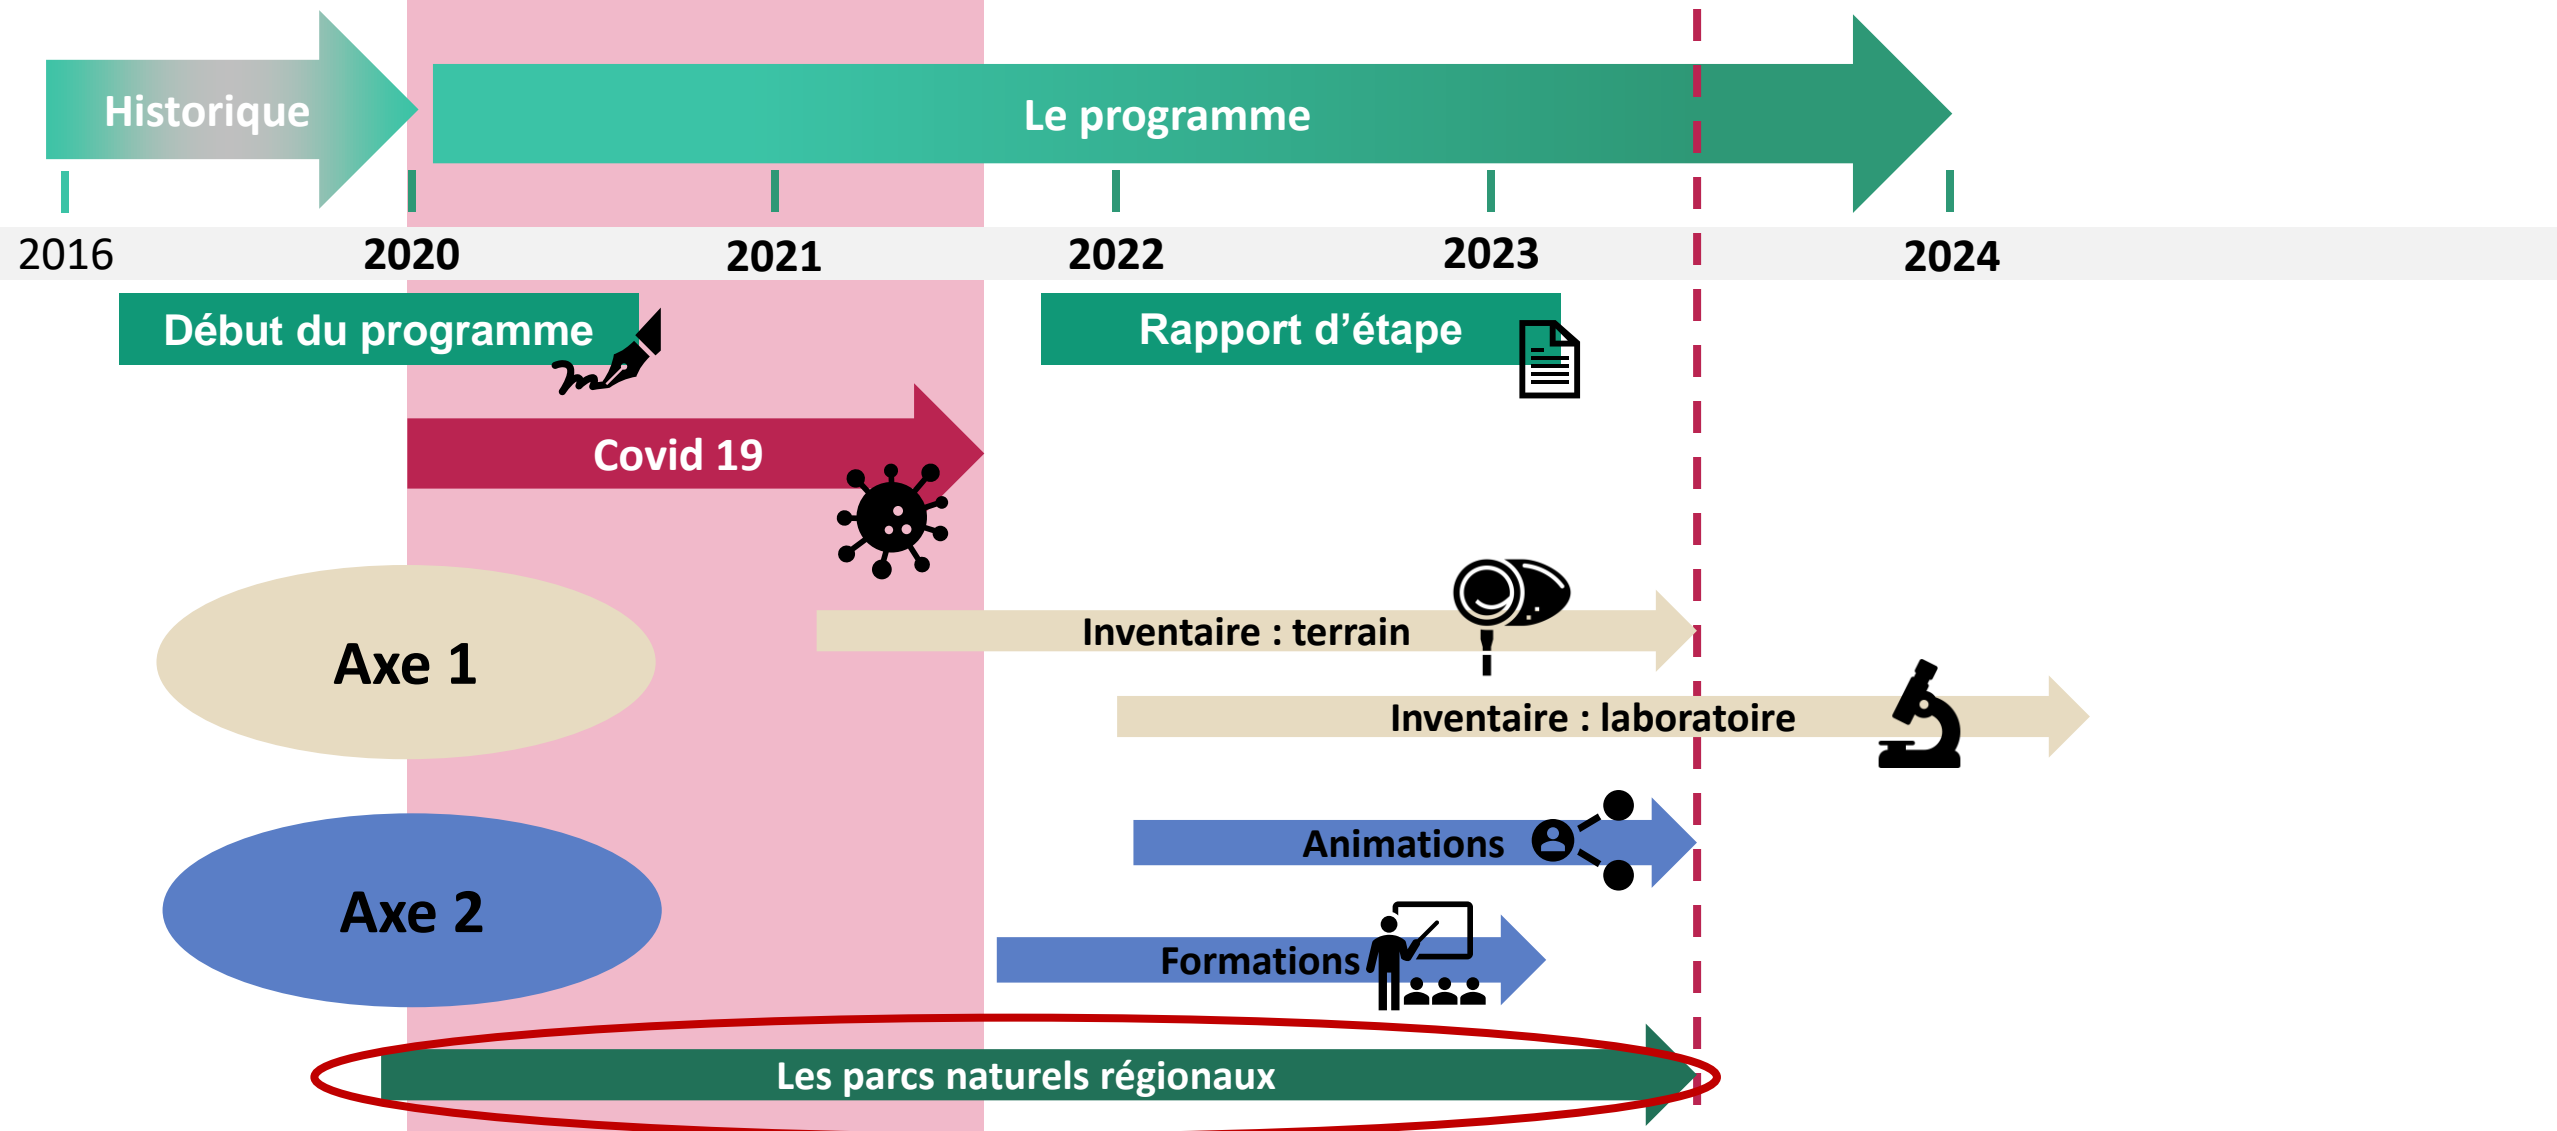 Historique
Le programme
2016
2020
2021
2022
2023
2024
Début du programme
Rapport d’étape
Covid 19
Axe 1
Inventaire : terrain
Inventaire : laboratoire
Axe 2
Animations
Formations
Les parcs naturels régionaux